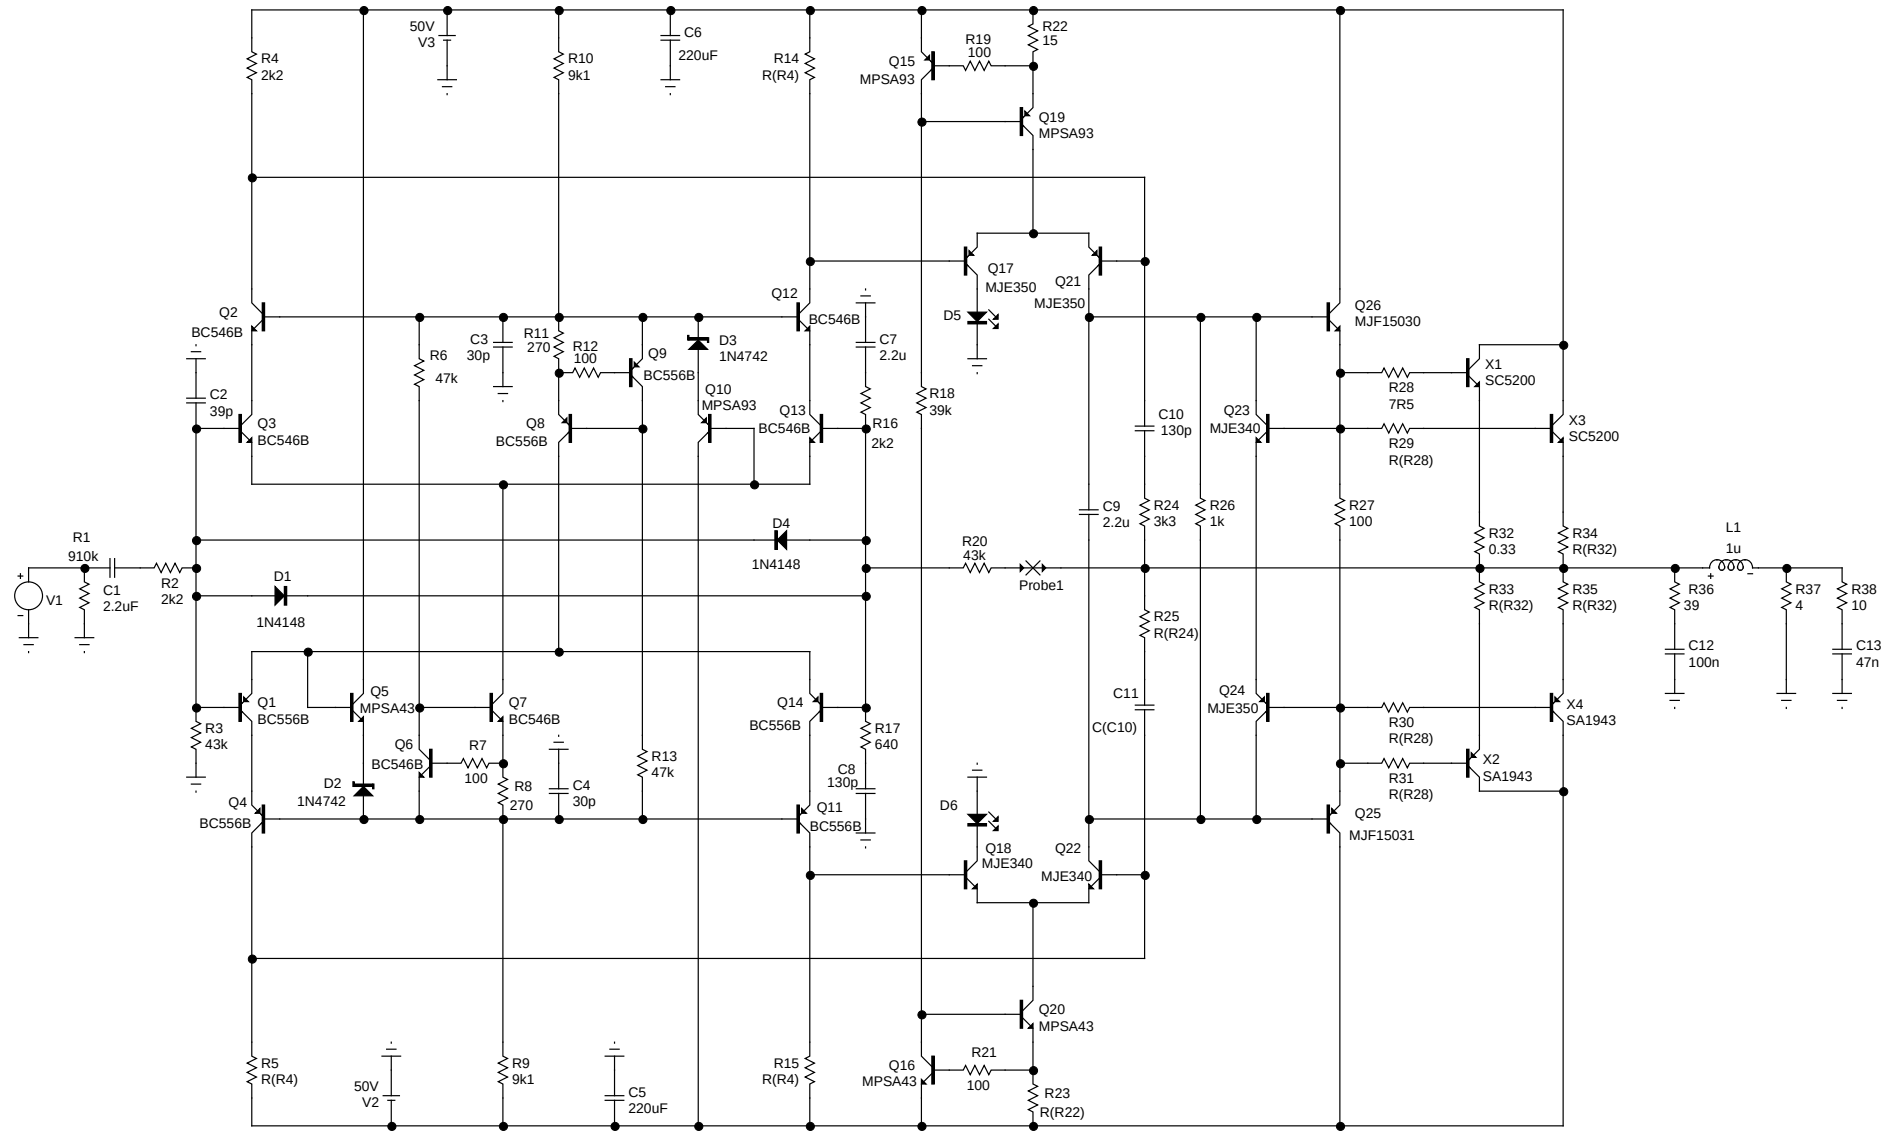 50V
V3
C6
220uF
R4
2k2
R10
9k1
R14
R(R4)
Q15
MPSA93
R19
100
R22
15
Q19
MPSA93
Q17
MJE350
Q21
MJE350
D5
Q2
BC546B
Q12
BC546B
C7
2.2u
R6
47k
C3
30p
R11
270
R12
100
Q9
BC556B
D3
1N4742
Q10
MPSA93
C2
39p
Q3
BC546B
Q8
BC556B
Q13
BC546B
R16
2k2
R18
39k
C10
130p
Q23
MJE340
Q26
MJF15030
R28
7R5
X1
SC5200
R29
R(R28)
X3
SC5200
C9
2.2u
R24
3k3
R26
1k
R27
100
R32
0.33
R34
R(R32)
L1
1u
+
−
R1
910k
+
−
V1
C1
2.2uF
R2
2k2
D4
1N4148
D1
1N4148
R20
43k
Probe1
R25
R(R24)
R33
R(R32)
R35
R(R32)
R36
39
R37
4
R38
10
C12
100n
C13
47n
R3
43k
Q1
BC556B
Q5
MPSA43
Q7
BC546B
Q14
BC556B
R17
640
C11
C(C10)
Q24
MJE350
R30
R(R28)
X4
SA1943
Q6
BC546B
R7
100
R8
270
C4
30p
R13
47k
C8
130p
D2
1N4742
Q4
BC556B
Q11
BC556B
D6
Q18
MJE340
Q22
MJE340
R31
R(R28)
X2
SA1943
Q25
MJF15031
Q20
MPSA43
R5
R(R4)
50V
V2
R9
9k1
C5
220uF
R15
R(R4)
Q16
MPSA43
R21
100
R23
R(R22)